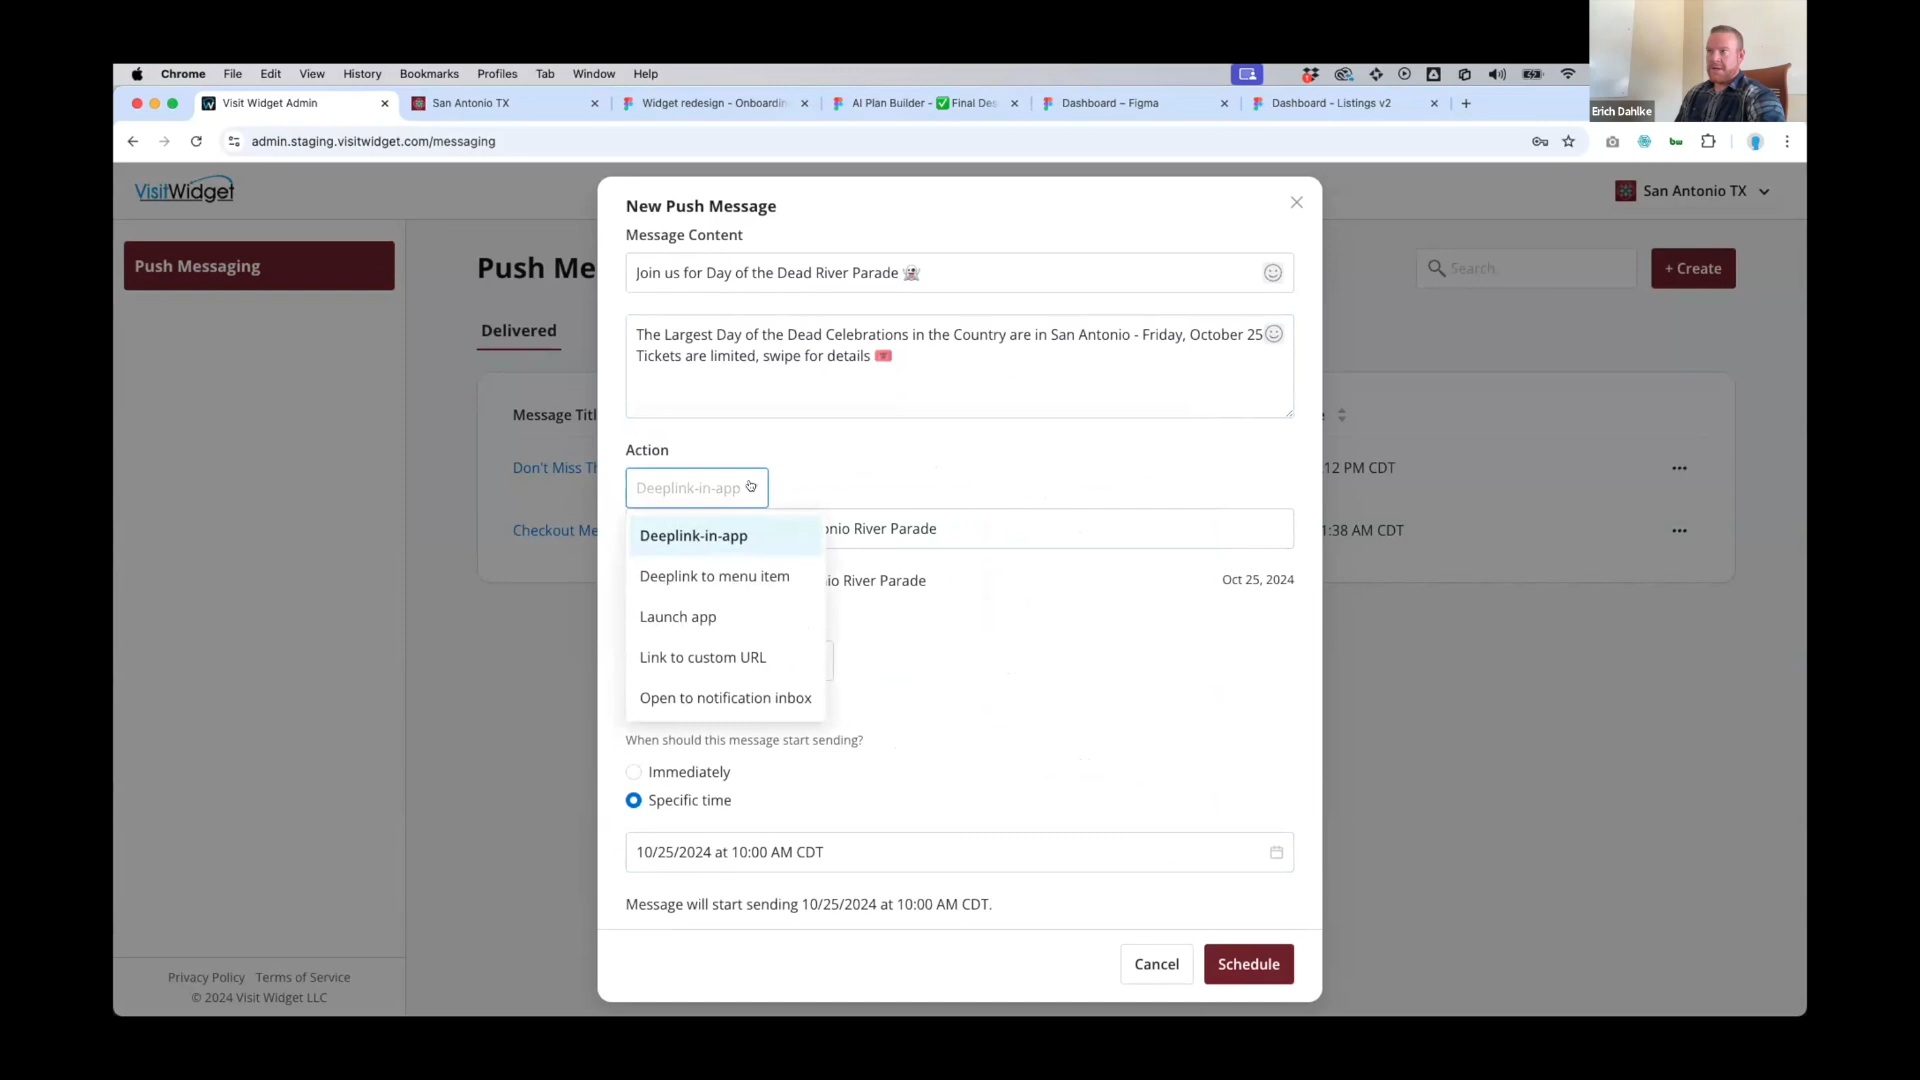 Chrome File Edit View History Bookmarks Profiles Tab Window Help
Visit Widget Admin San Antonio TX Widget redesign - Onboardin AI Plan Builder - ✅ Final Des Dashboard – Figma Dashboard - Listings v2
Erich Dahlke
admin.staging.visitwidget.com/messaging
VisitWidget
San Antonio TX
New Push Message
Message Content
Push Messaging
Push Me
Search
+ Create
Join us for Day of the Dead River Parade 👻
Delivered
The Largest Day of the Dead Celebrations in the Country are in San Antonio - Friday, October 25
Tickets are limited, swipe for details 🎟️
Message Titl
Action
Don't Miss Th
12 PM CDT
Deeplink-in-app
Checkout Me
onio River Parade
1:38 AM CDT
Deeplink-in-app
Deeplink to menu item
io River Parade
Oct 25, 2024
Launch app
Link to custom URL
Open to notification inbox
When should this message start sending?
Immediately
Specific time
10/25/2024 at 10:00 AM CDT
Message will start sending 10/25/2024 at 10:00 AM CDT.
Cancel
Schedule
Privacy Policy Terms of Service
© 2024 Visit Widget LLC